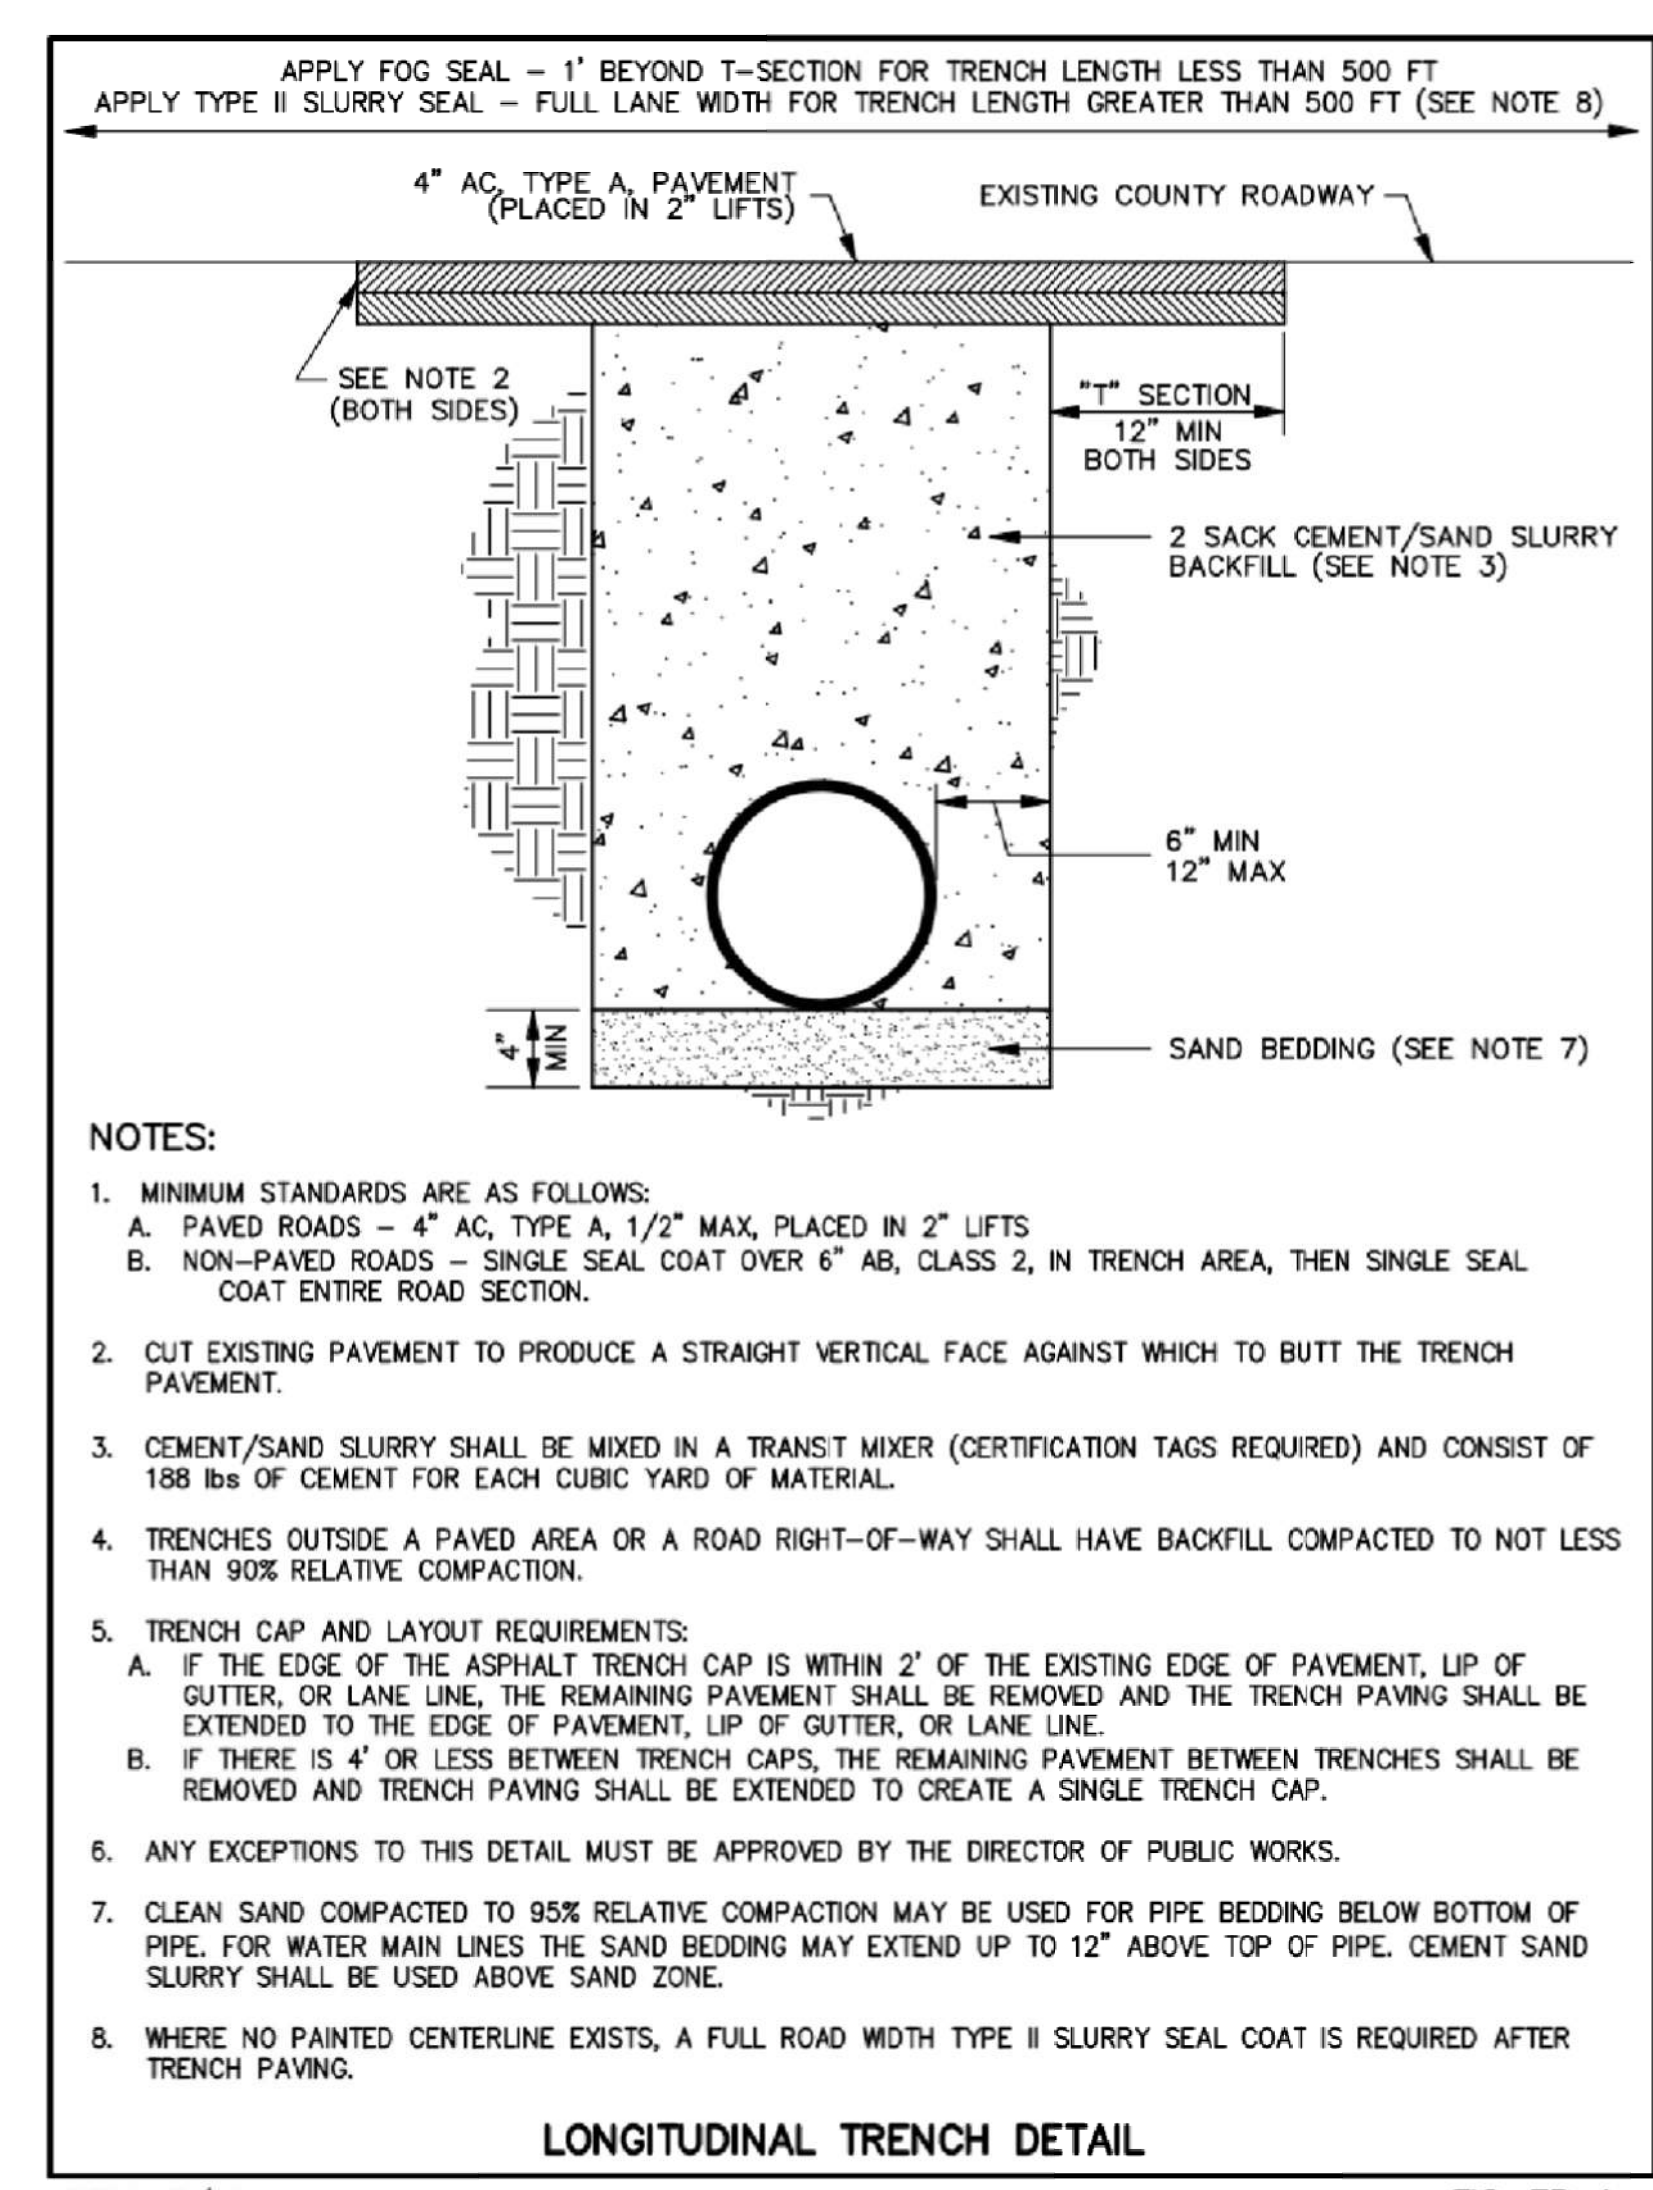 APPLY FOG SEAL – 1' BEYOND T–SECTION FOR TRENCH LENGTH LESS THAN 500 FT
APPLY TYPE II SLURRY SEAL – FULL LANE WIDTH FOR TRENCH LENGTH GREATER THAN 500 FT (SEE NOTE 8)
4" AC, TYPE A, PAVEMENT
(PLACED IN 2" LIFTS)
EXISTING COUNTY ROADWAY
SEE NOTE 2
(BOTH SIDES)
"T" SECTION
12" MIN
BOTH SIDES
2 SACK CEMENT/SAND SLURRY
BACKFILL (SEE NOTE 3)
6" MIN
12" MAX
4"
MIN
SAND BEDDING (SEE NOTE 7)
NOTES:
1. MINIMUM STANDARDS ARE AS FOLLOWS:
A. PAVED ROADS – 4" AC, TYPE A, 1/2" MAX, PLACED IN 2" LIFTS
B. NON–PAVED ROADS – SINGLE SEAL COAT OVER 6" AB, CLASS 2, IN TRENCH AREA, THEN SINGLE SEAL
COAT ENTIRE ROAD SECTION.
2. CUT EXISTING PAVEMENT TO PRODUCE A STRAIGHT VERTICAL FACE AGAINST WHICH TO BUTT THE TRENCH
PAVEMENT.
3. CEMENT/SAND SLURRY SHALL BE MIXED IN A TRANSIT MIXER (CERTIFICATION TAGS REQUIRED) AND CONSIST OF
188 lbs OF CEMENT FOR EACH CUBIC YARD OF MATERIAL.
4. TRENCHES OUTSIDE A PAVED AREA OR A ROAD RIGHT–OF–WAY SHALL HAVE BACKFILL COMPACTED TO NOT LESS
THAN 90% RELATIVE COMPACTION.
5. TRENCH CAP AND LAYOUT REQUIREMENTS:
A. IF THE EDGE OF THE ASPHALT TRENCH CAP IS WITHIN 2' OF THE EXISTING EDGE OF PAVEMENT, LIP OF
GUTTER, OR LANE LINE, THE REMAINING PAVEMENT SHALL BE REMOVED AND THE TRENCH PAVING SHALL BE
EXTENDED TO THE EDGE OF PAVEMENT, LIP OF GUTTER, OR LANE LINE.
B. IF THERE IS 4' OR LESS BETWEEN TRENCH CAPS, THE REMAINING PAVEMENT BETWEEN TRENCHES SHALL BE
REMOVED AND TRENCH PAVING SHALL BE EXTENDED TO CREATE A SINGLE TRENCH CAP.
6. ANY EXCEPTIONS TO THIS DETAIL MUST BE APPROVED BY THE DIRECTOR OF PUBLIC WORKS.
7. CLEAN SAND COMPACTED TO 95% RELATIVE COMPACTION MAY BE USED FOR PIPE BEDDING BELOW BOTTOM OF
PIPE. FOR WATER MAIN LINES THE SAND BEDDING MAY EXTEND UP TO 12" ABOVE TOP OF PIPE. CEMENT SAND
SLURRY SHALL BE USED ABOVE SAND ZONE.
8. WHERE NO PAINTED CENTERLINE EXISTS, A FULL ROAD WIDTH TYPE II SLURRY SEAL COAT IS REQUIRED AFTER
TRENCH PAVING.
LONGITUDINAL TRENCH DETAIL